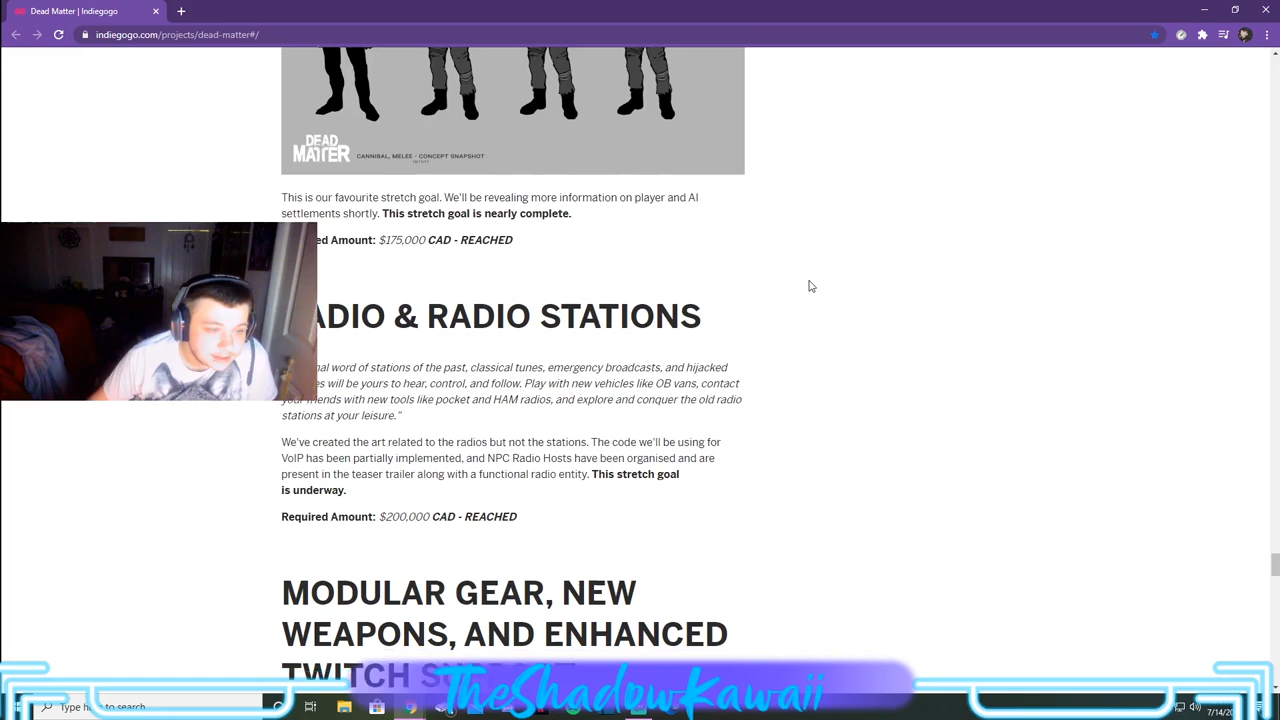 Dead Matter | Indiegogo
indiegogo.com/projects/dead-matter#/
DEAD
MATTER
CANNIBAL, MELEE - CONCEPT SNAPSHOT
This is our favourite stretch goal. We'll be revealing more information on player and AI
settlements shortly. This stretch goal is nearly complete.
ed Amount: $175,000 CAD - REACHED
ADIO & RADIO STATIONS
nal word of stations of the past, classical tunes, emergency broadcasts, and hijacked
es will be yours to hear, control, and follow. Play with new vehicles like OB vans, contact
your friends with new tools like pocket and HAM radios, and explore and conquer the old radio
stations at your leisure."
We've created the art related to the radios but not the stations. The code we'll be using for
VoIP has been partially implemented, and NPC Radio Hosts have been organised and are
present in the teaser trailer along with a functional radio entity. This stretch goal
is underway.
Required Amount: $200,000 CAD - REACHED
MODULAR GEAR, NEW
WEAPONS, AND ENHANCED
TWITCH
TheShadowKawaii
Type here to search
7/14/20